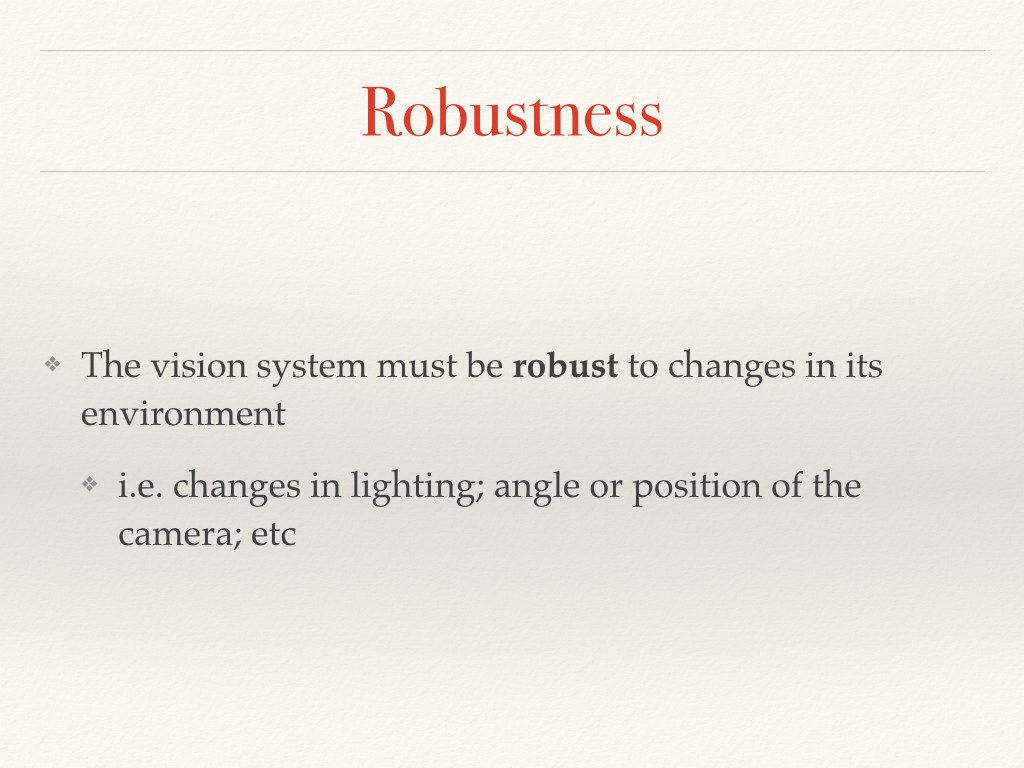 Robustness
❖ The vision system must be robust to changes in its
environment
❖ i.e. changes in lighting; angle or position of the
camera; etc